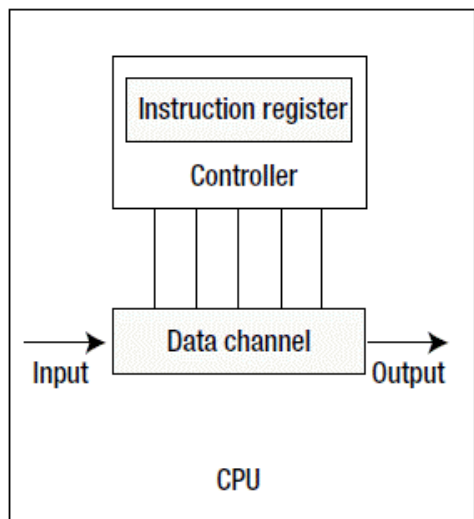 Instruction register
Controller
Data channel
Input
Output
CPU